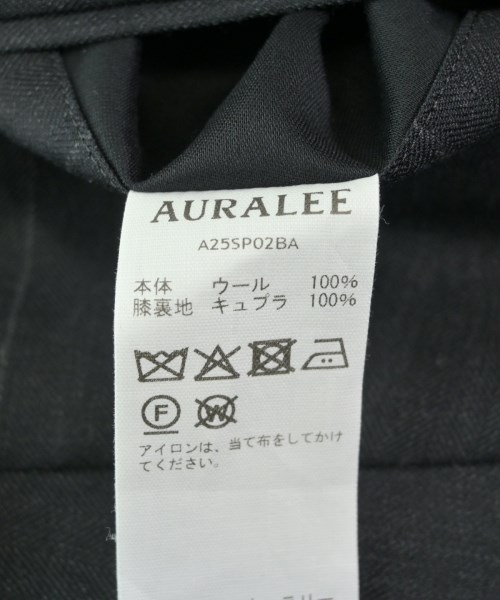 AURALEE
A25SP02BA
本体 ウール 100%
膝裏地 キュプラ 100%
F W
アイロンは、当て布をしてかけ
てください。